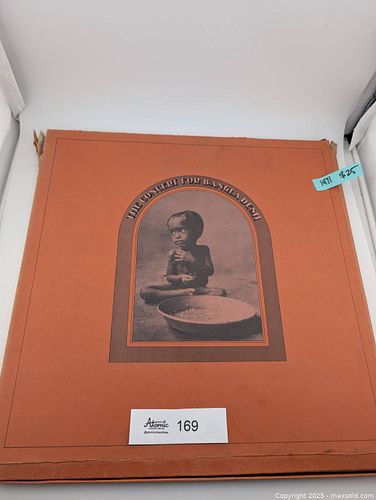 THE CONCERT FOR BANGLA DESH
1971 $25
Atomic
169
Copyright 2025 - maxsold.com